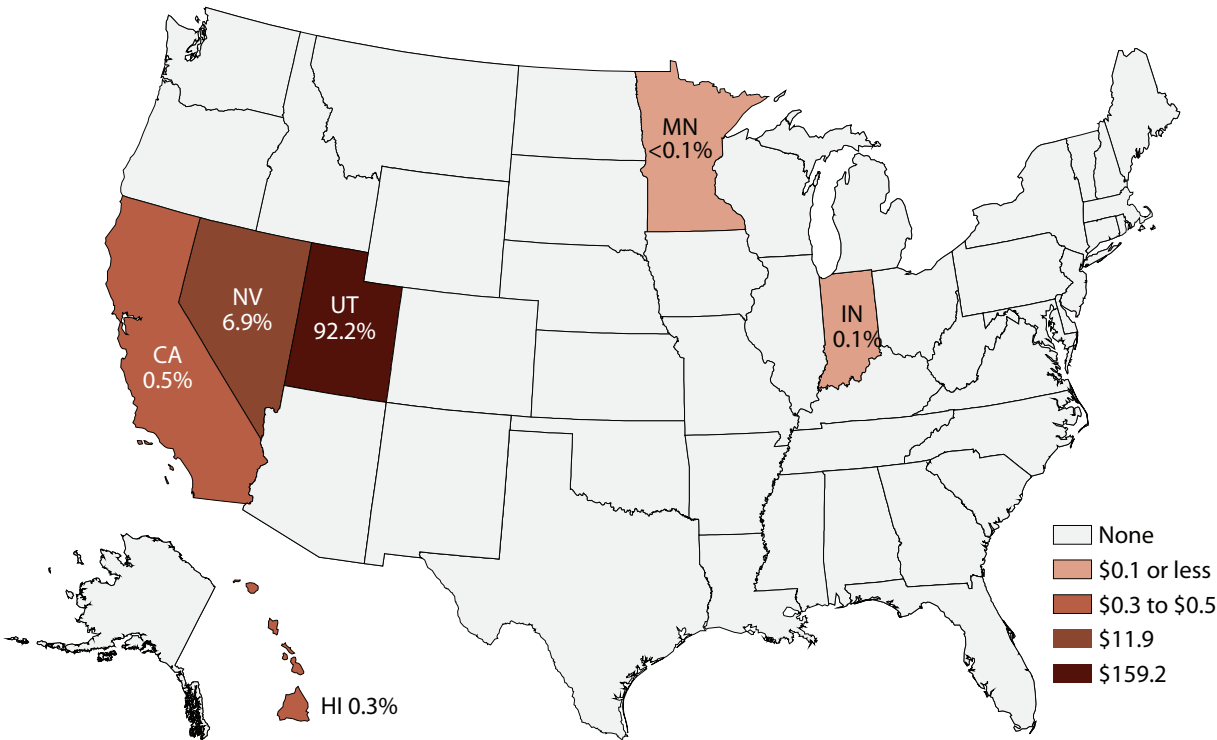 MN
<0.1%
NV
6.9%
UT
92.2%
IN
0.1%
CA
0.5%
HI 0.3%
None
$0.1 or less
$0.3 to $0.5
$11.9
$159.2